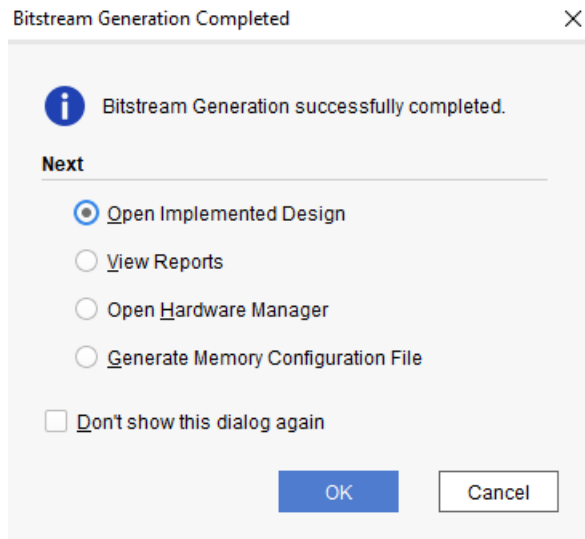 Bitstream Generation Completed
Bitstream Generation successfully completed.
Next
Open Implemented Design
View Reports
Open Hardware Manager
Generate Memory Configuration File
Don't show this dialog again
OK
Cancel